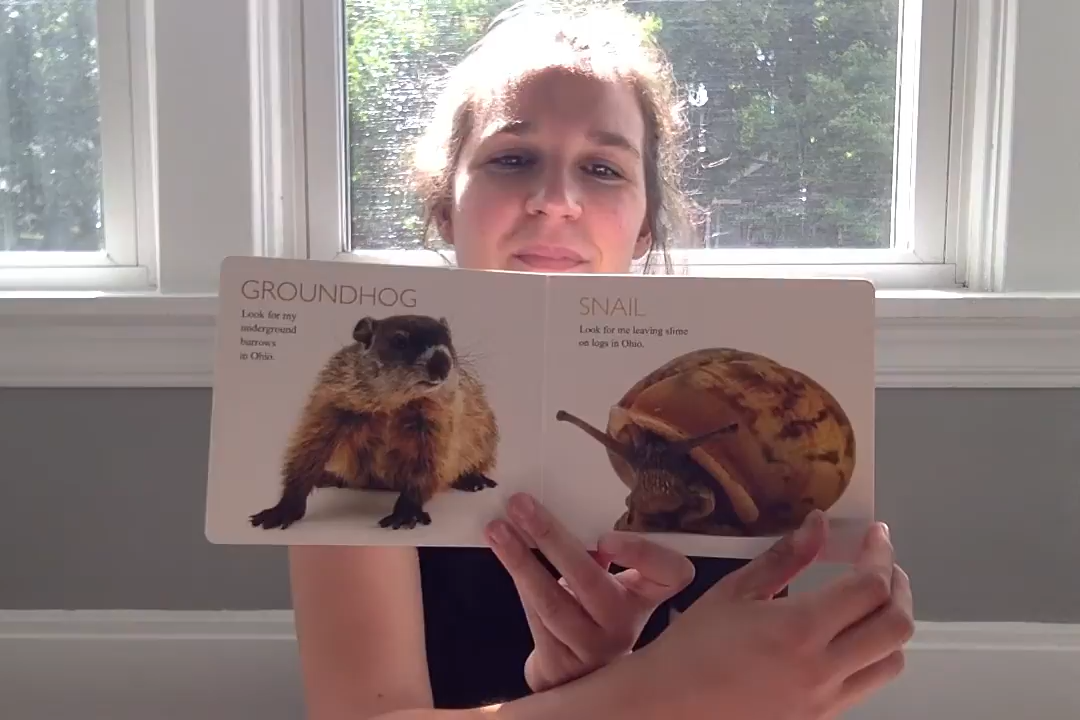 GROUNDHOG
Look for my
underground
burrows
in Ohio.
SNAIL
Look for me leaving slime
on logs in Ohio.